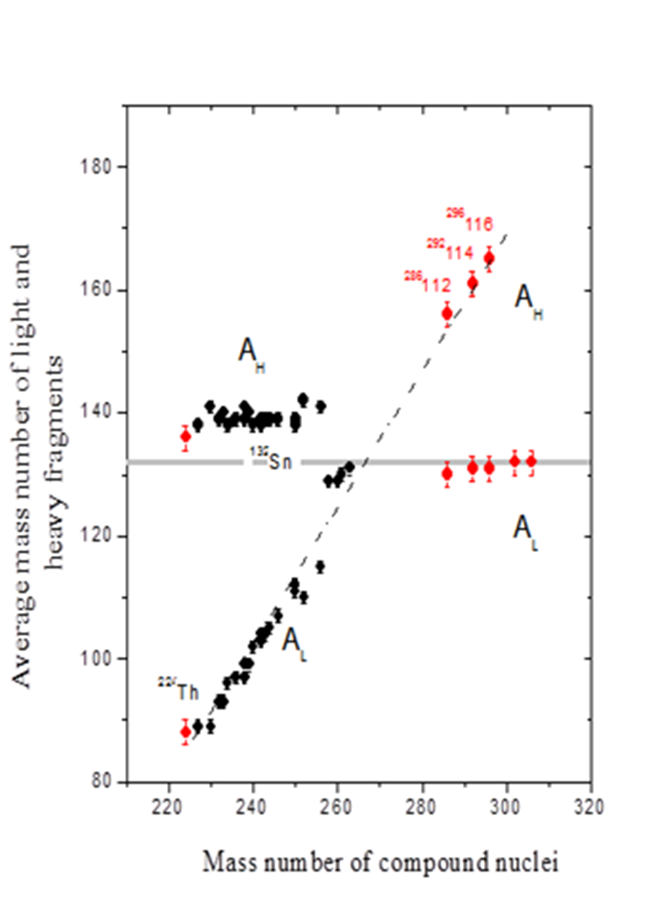 180
160
140
120
100
80
220 240 260 280 300 320
Average mass number of light and
heavy fragments
Mass number of compound nuclei
296116
292114
286112
AH
AH
132Sn
AL
AL
224Th